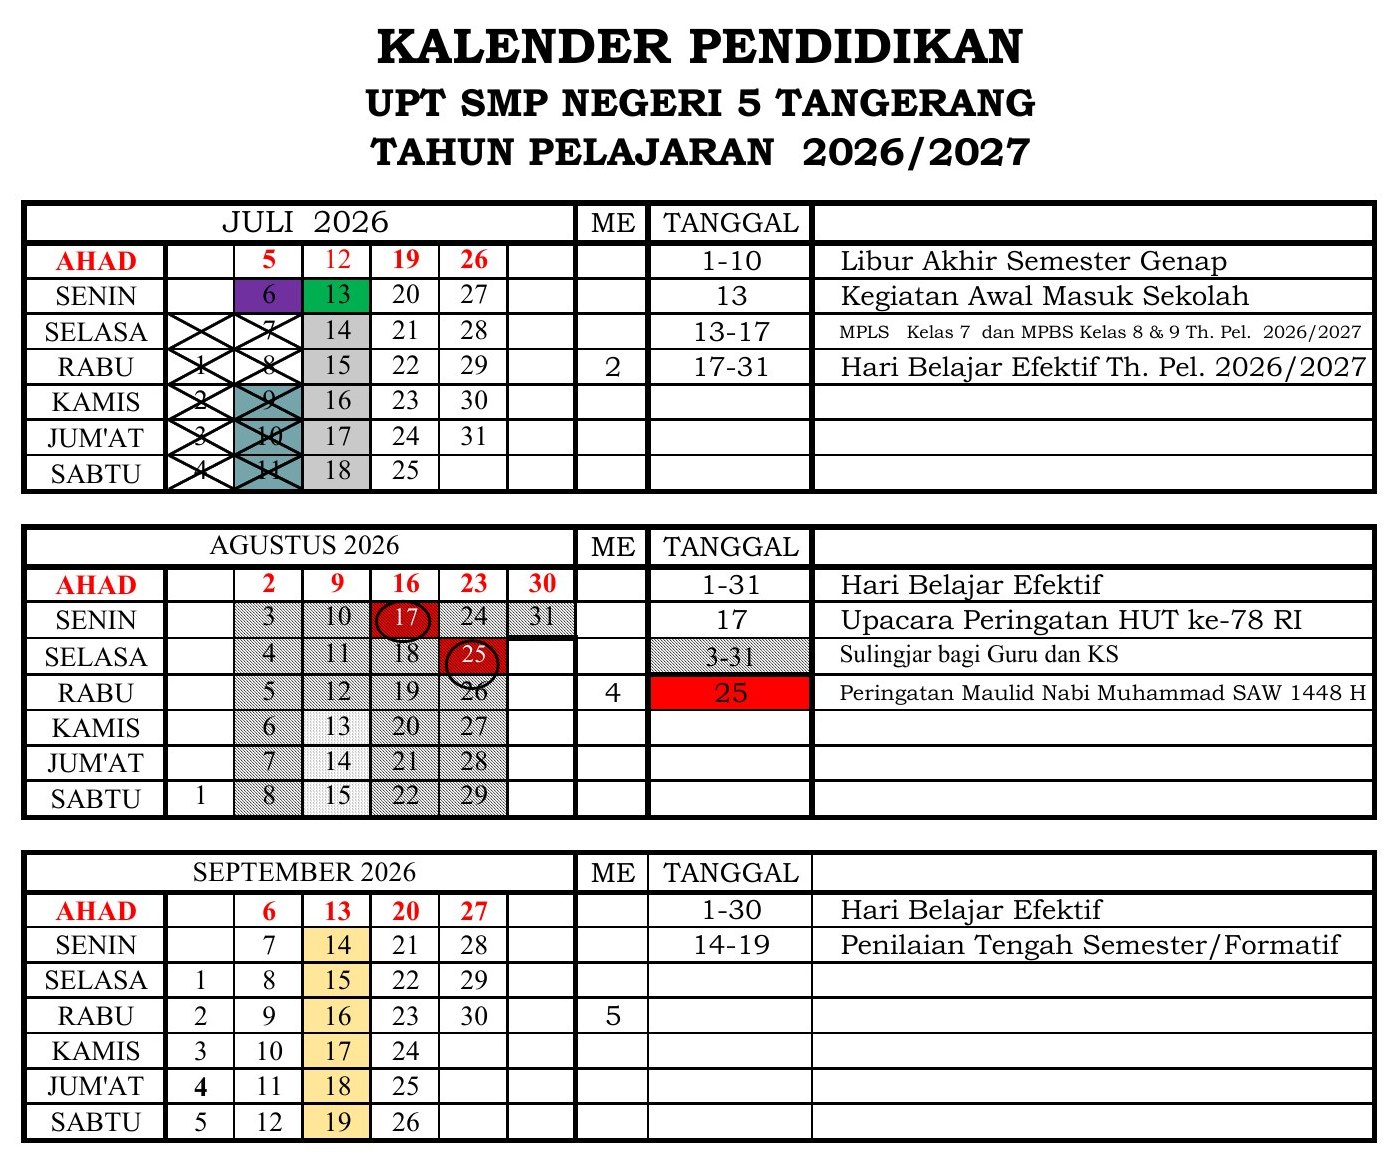 KALENDER PENDIDIKAN
UPT SMP NEGERI 5 TANGERANG
TAHUN PELAJARAN 2026/2027
JULI 2026 ME TANGGAL
AHAD 5 12 19 26 1-10 Libur Akhir Semester Genap
SENIN 6 13 20 27 13 Kegiatan Awal Masuk Sekolah
SELASA 7 14 21 28 13-17 MPLS Kelas 7 dan MPBS Kelas 8 & 9 Th. Pel. 2026/2027
RABU 1 8 15 22 29 2 17-31 Hari Belajar Efektif Th. Pel. 2026/2027
KAMIS 2 9 16 23 30
JUM'AT 3 10 17 24 31
SABTU 4 11 18 25
AGUSTUS 2026 ME TANGGAL
AHAD 2 9 16 23 30 1-31 Hari Belajar Efektif
SENIN 3 10 17 24 31 17 Upacara Peringatan HUT ke-78 RI
SELASA 4 11 18 25 3-31 Sulingjar bagi Guru dan KS
RABU 5 12 19 26 4 25 Peringatan Maulid Nabi Muhammad SAW 1448 H
KAMIS 6 13 20 27
JUM'AT 7 14 21 28
SABTU 1 8 15 22 29
SEPTEMBER 2026 ME TANGGAL
AHAD 6 13 20 27 1-30 Hari Belajar Efektif
SENIN 7 14 21 28 14-19 Penilaian Tengah Semester/Formatif
SELASA 1 8 15 22 29
RABU 2 9 16 23 30 5
KAMIS 3 10 17 24
JUM'AT 4 11 18 25
SABTU 5 12 19 26